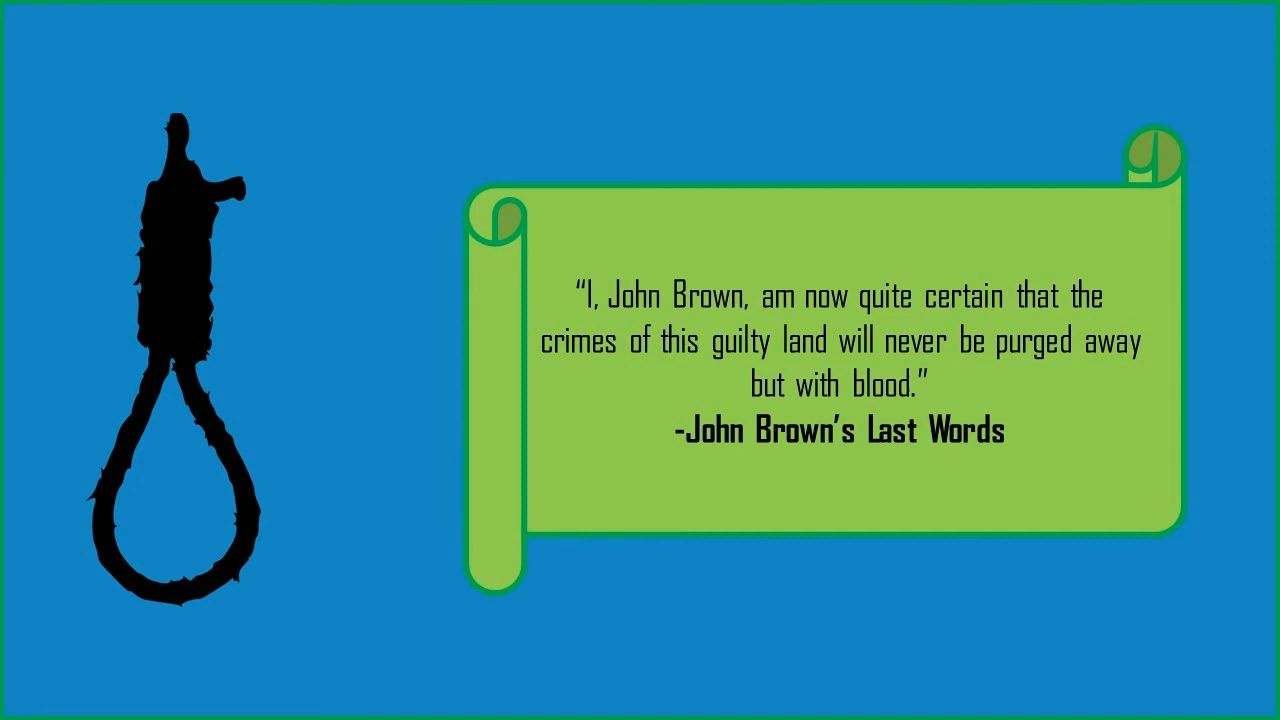 “I, John Brown, am now quite certain that the
crimes of this guilty land will never be purged away
but with blood.”
-John Brown’s Last Words